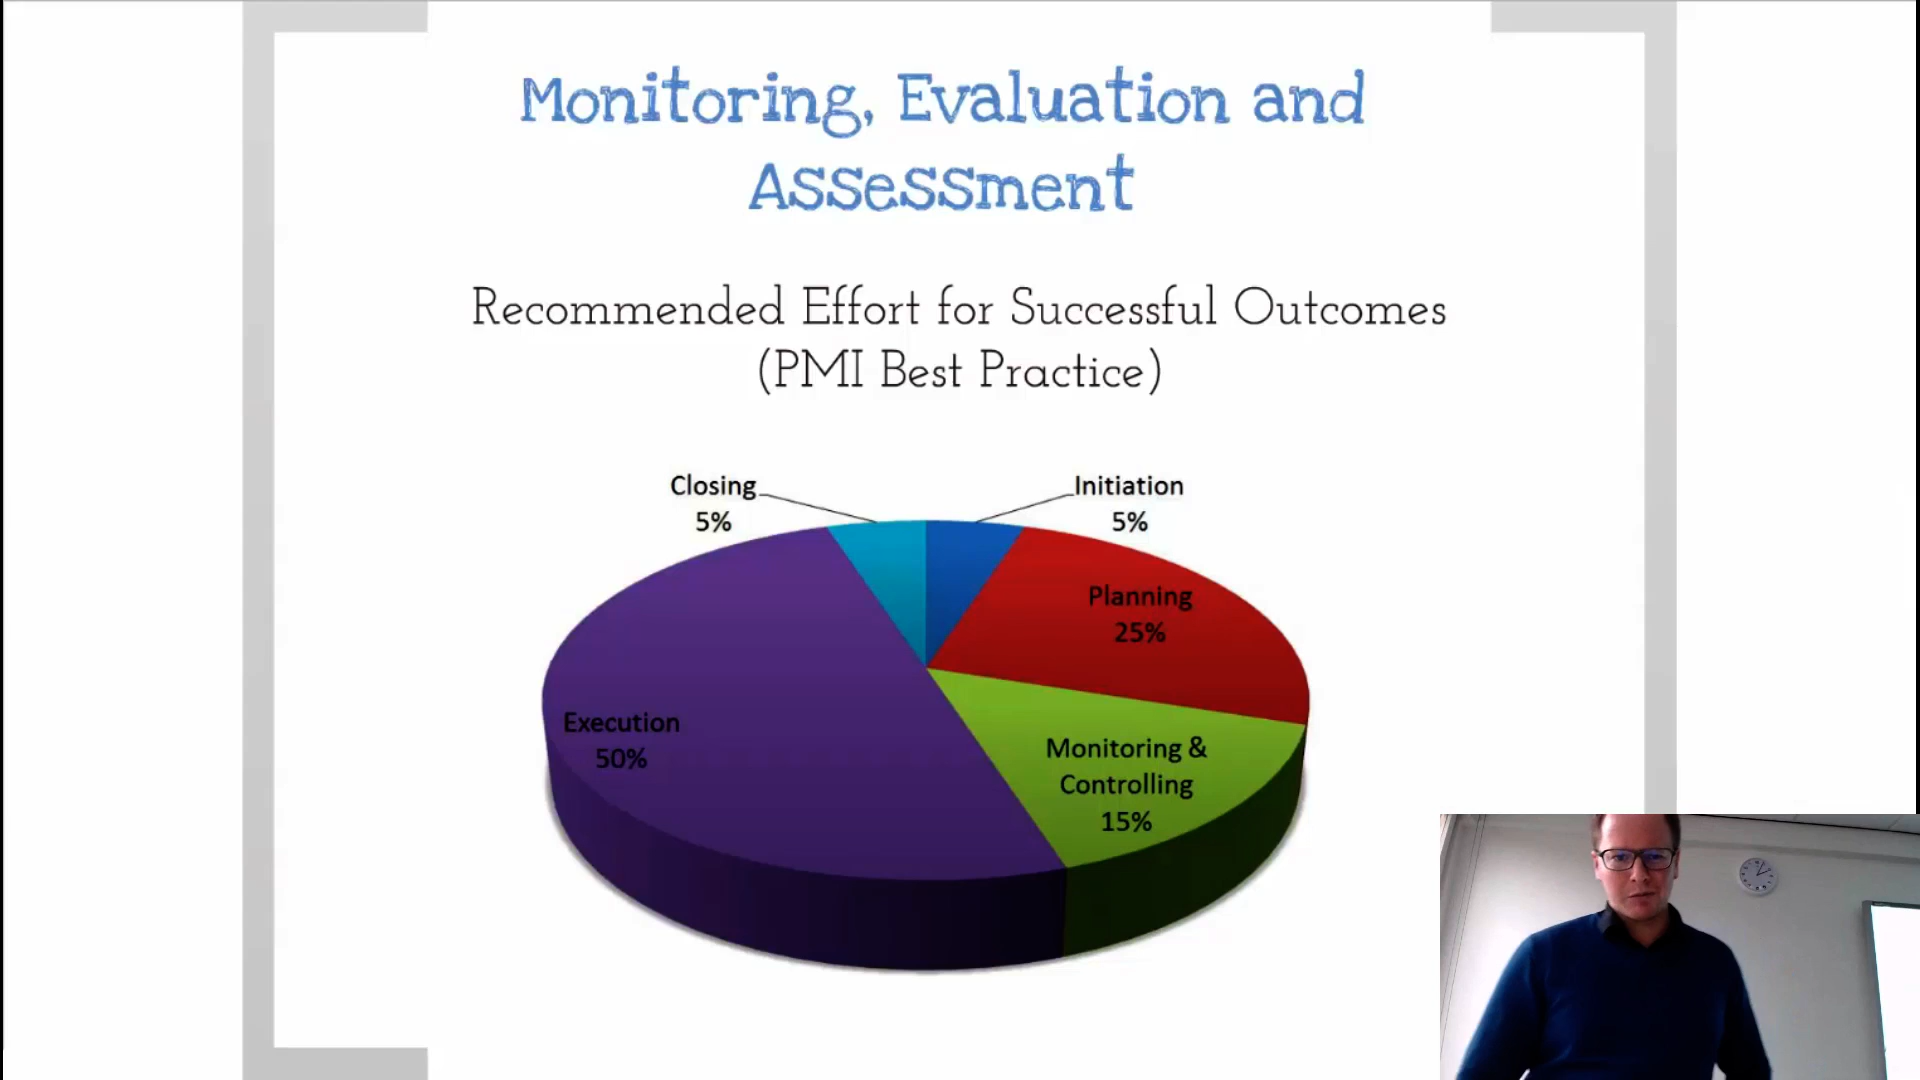 Monitoring, Evaluation and
Assessment
Recommended Effort for Successful Outcomes
(PMI Best Practice)
Closing
5%
Initiation
5%
Planning
25%
Execution
50%
Monitoring &
Controlling
15%